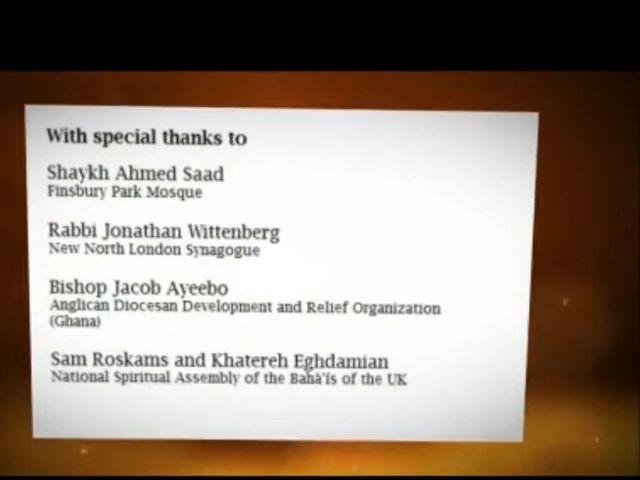 With special thanks to
Shaykh Ahmed Saad
Finsbury Park Mosque
Rabbi Jonathan Wittenberg
New North London Synagogue
Bishop Jacob Ayeebo
Anglican Diocesan Development and Relief Organization
(Ghana)
Sam Roskams and Khatereh Eghdamian
National Spiritual Assembly of the Bahà'ís of the UK